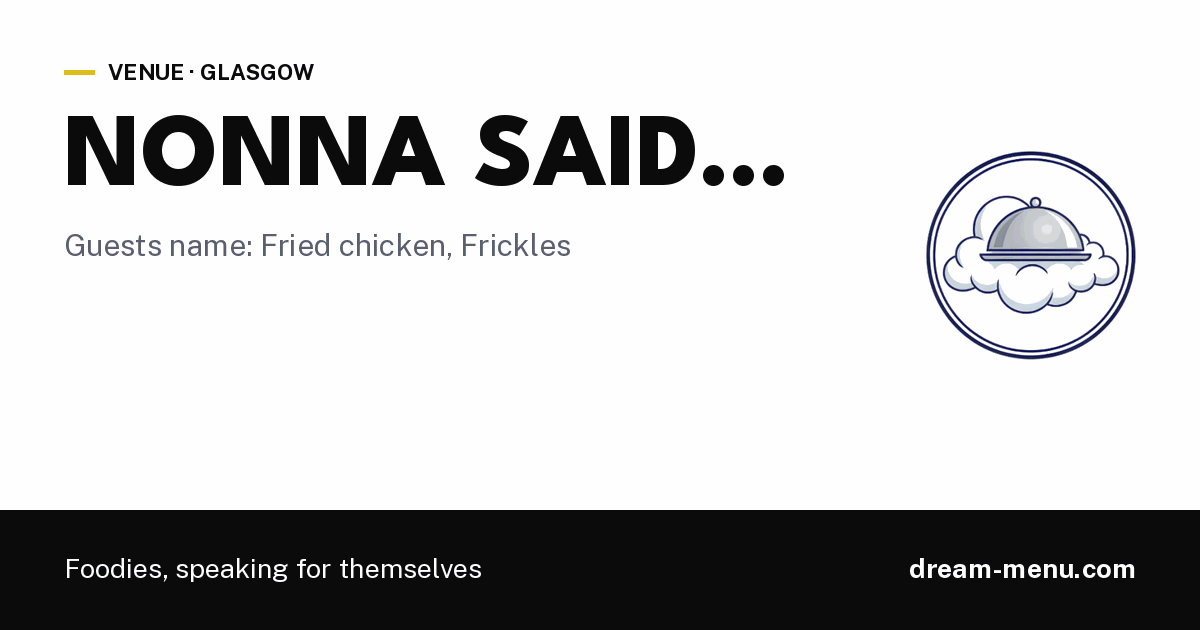 VENUE · GLASGOW
NONNA SAID...
Guests name: Fried chicken, Frickles
Foodies, speaking for themselves
dream-menu.com